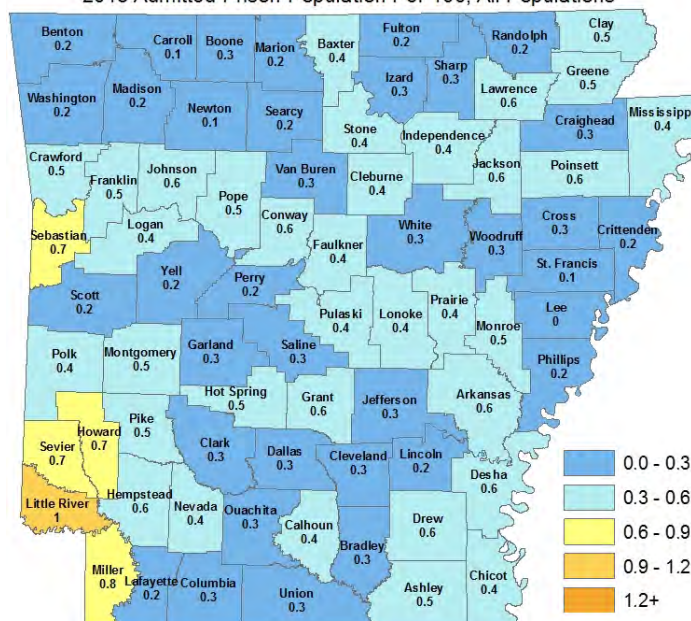 2015 Admitted Prison Population Per 100, All Populations
Benton
0.2
Carroll
0.1
Boone
0.3
Marion
0.2
Baxter
0.4
Fulton
0.2
Randolph
0.2
Clay
0.5
Izard
0.3
Sharp
0.3
Greene
0.5
Lawrence
0.6
Washington
0.2
Madison
0.2
Newton
0.1
Searcy
0.2
Stone
0.4
Independence
0.4
Craighead
0.3
Mississippi
0.4
Crawford
0.5
Franklin
0.5
Johnson
0.6
Pope
0.5
Van Buren
0.3
Cleburne
0.4
Jackson
0.6
Poinsett
0.6
Sebastian
0.7
Logan
0.4
Conway
0.6
Faulkner
0.4
White
0.3
Woodruff
0.3
Cross
0.3
Crittenden
0.2
St. Francis
0.1
Scott
0.2
Yell
0.2
Perry
0.2
Pulaski
0.4
Lonoke
0.4
Prairie
0.4
Monroe
0.5
Lee
0
Phillips
0.2
Polk
0.4
Montgomery
0.5
Garland
0.3
Saline
0.3
Hot Spring
0.5
Grant
0.6
Jefferson
0.3
Arkansas
0.6
Sevier
0.7
Howard
0.7
Pike
0.5
Clark
0.3
Dallas
0.3
Cleveland
0.3
Lincoln
0.2
Desha
0.6
Little River
1
Hempstead
0.6
Nevada
0.4
Ouachita
0.3
Calhoun
0.4
Bradley
0.3
Drew
0.6
Chicot
0.4
Miller
0.8
Lafayette
0.2
Columbia
0.3
Union
0.3
Ashley
0.5
0.0 - 0.3
0.3 - 0.6
0.6 - 0.9
0.9 - 1.2
1.2+